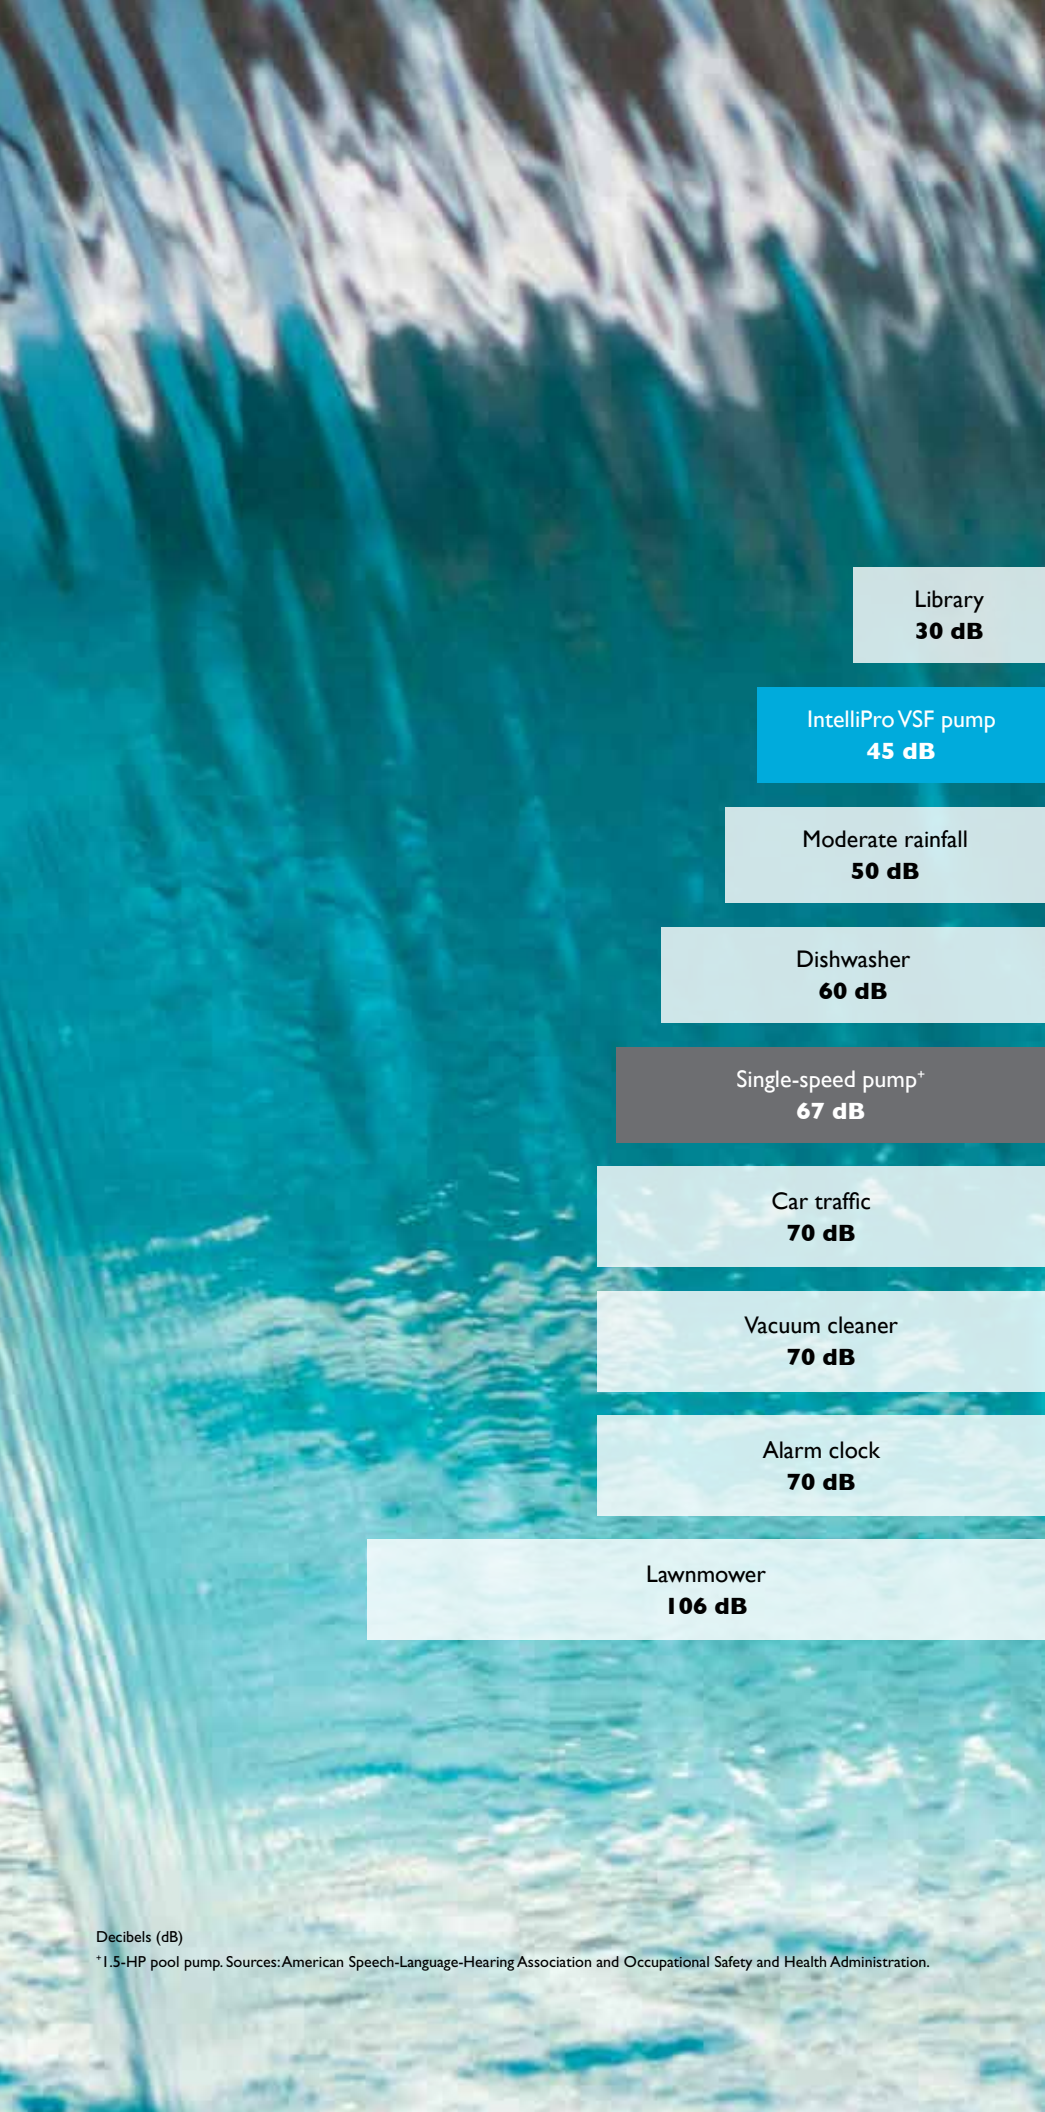 Library
30 dB
IntelliPro VSF pump
45 dB
Moderate rainfall
50 dB
Dishwasher
60 dB
Single-speed pump+
67 dB
Car traffic
70 dB
Vacuum cleaner
70 dB
Alarm clock
70 dB
Lawnmower
106 dB
Decibels (dB)
+1.5-HP pool pump. Sources: American Speech-Language-Hearing Association and Occupational Safety and Health Administration.